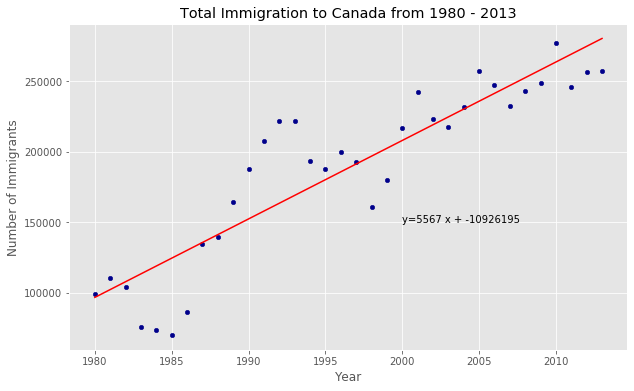 Total Immigration to Canada from 1980 - 2013
Number of Immigrants
250000
200000
150000
100000
y=5567 x + -10926195
1980 1985 1990 1995 2000 2005 2010
Year